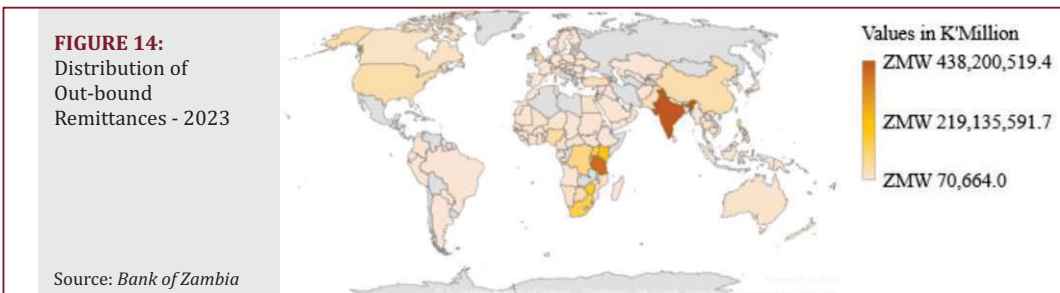 FIGURE 14:
Distribution of
Out-bound
Remittances - 2023
Source: Bank of Zambia
Values in K'Million
ZMW 438,200,519.4
ZMW 219,135,591.7
ZMW 70,664.0